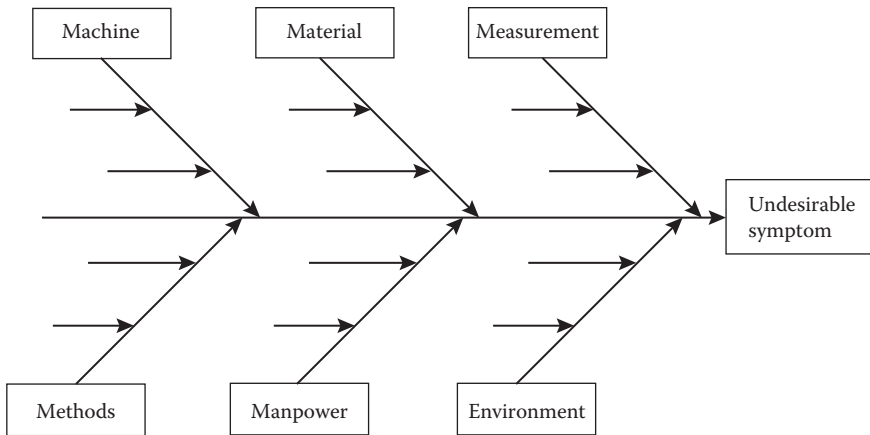 Machine
Material
Measurement
Undesirable
symptom
Methods
Manpower
Environment